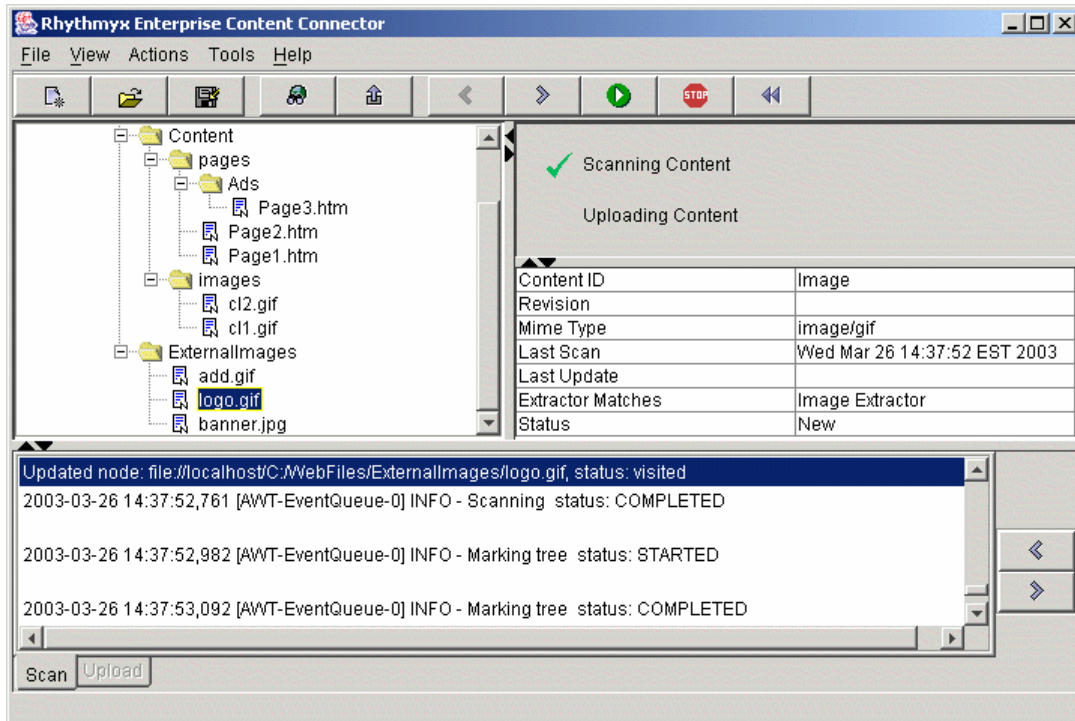 Rhythmyx Enterprise Content Connector
File View Actions Tools Help
STOP
Content
pages
Ads
Page3.htm
Page2.htm
Page1.htm
images
cl2.gif
cl1.gif
ExternalImages
add.gif
logo.gif
banner.jpg
Scanning Content
Uploading Content
Content ID Image
Revision
Mime Type image/gif
Last Scan Wed Mar 26 14:37:52 EST 2003
Last Update
Extractor Matches Image Extractor
Status New
Updated node: file://localhost/C:/WebFiles/ExternalImages/logo.gif, status: visited
2003-03-26 14:37:52,761 [AWT-EventQueue-0] INFO - Scanning status: COMPLETED
2003-03-26 14:37:52,982 [AWT-EventQueue-0] INFO - Marking tree status: STARTED
2003-03-26 14:37:53,092 [AWT-EventQueue-0] INFO - Marking tree status: COMPLETED
Scan Upload